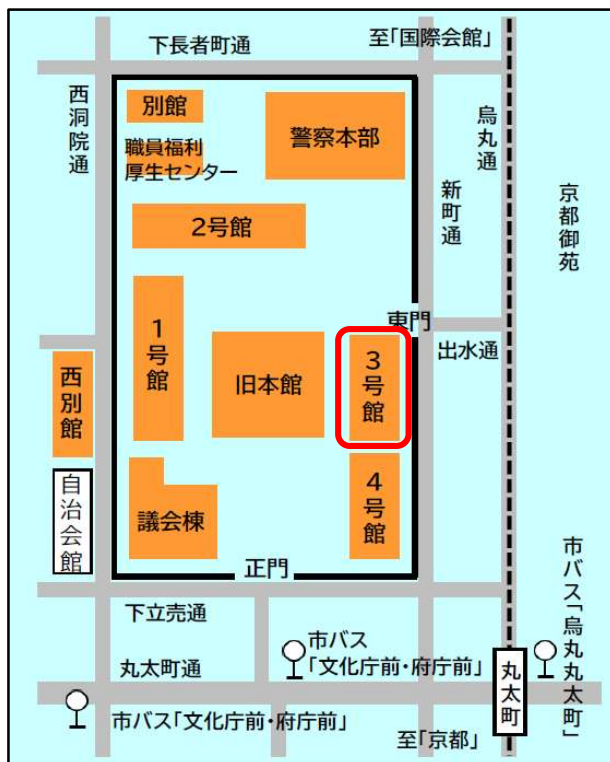 下長者町通
至「国際会館」
西洞院通
別館
職員福利
厚生センター
警察本部
烏丸通
新町通
京都御苑
2号館
1号館
東門
出水通
旧本館
3号館
西別館
自治会館
4号館
議会棟
正門
下立売通
市バス
「文化庁前・府庁前」
市バス「烏丸丸太町」
丸太町通
丸太町
市バス「文化庁前・府庁前」
至「京都」